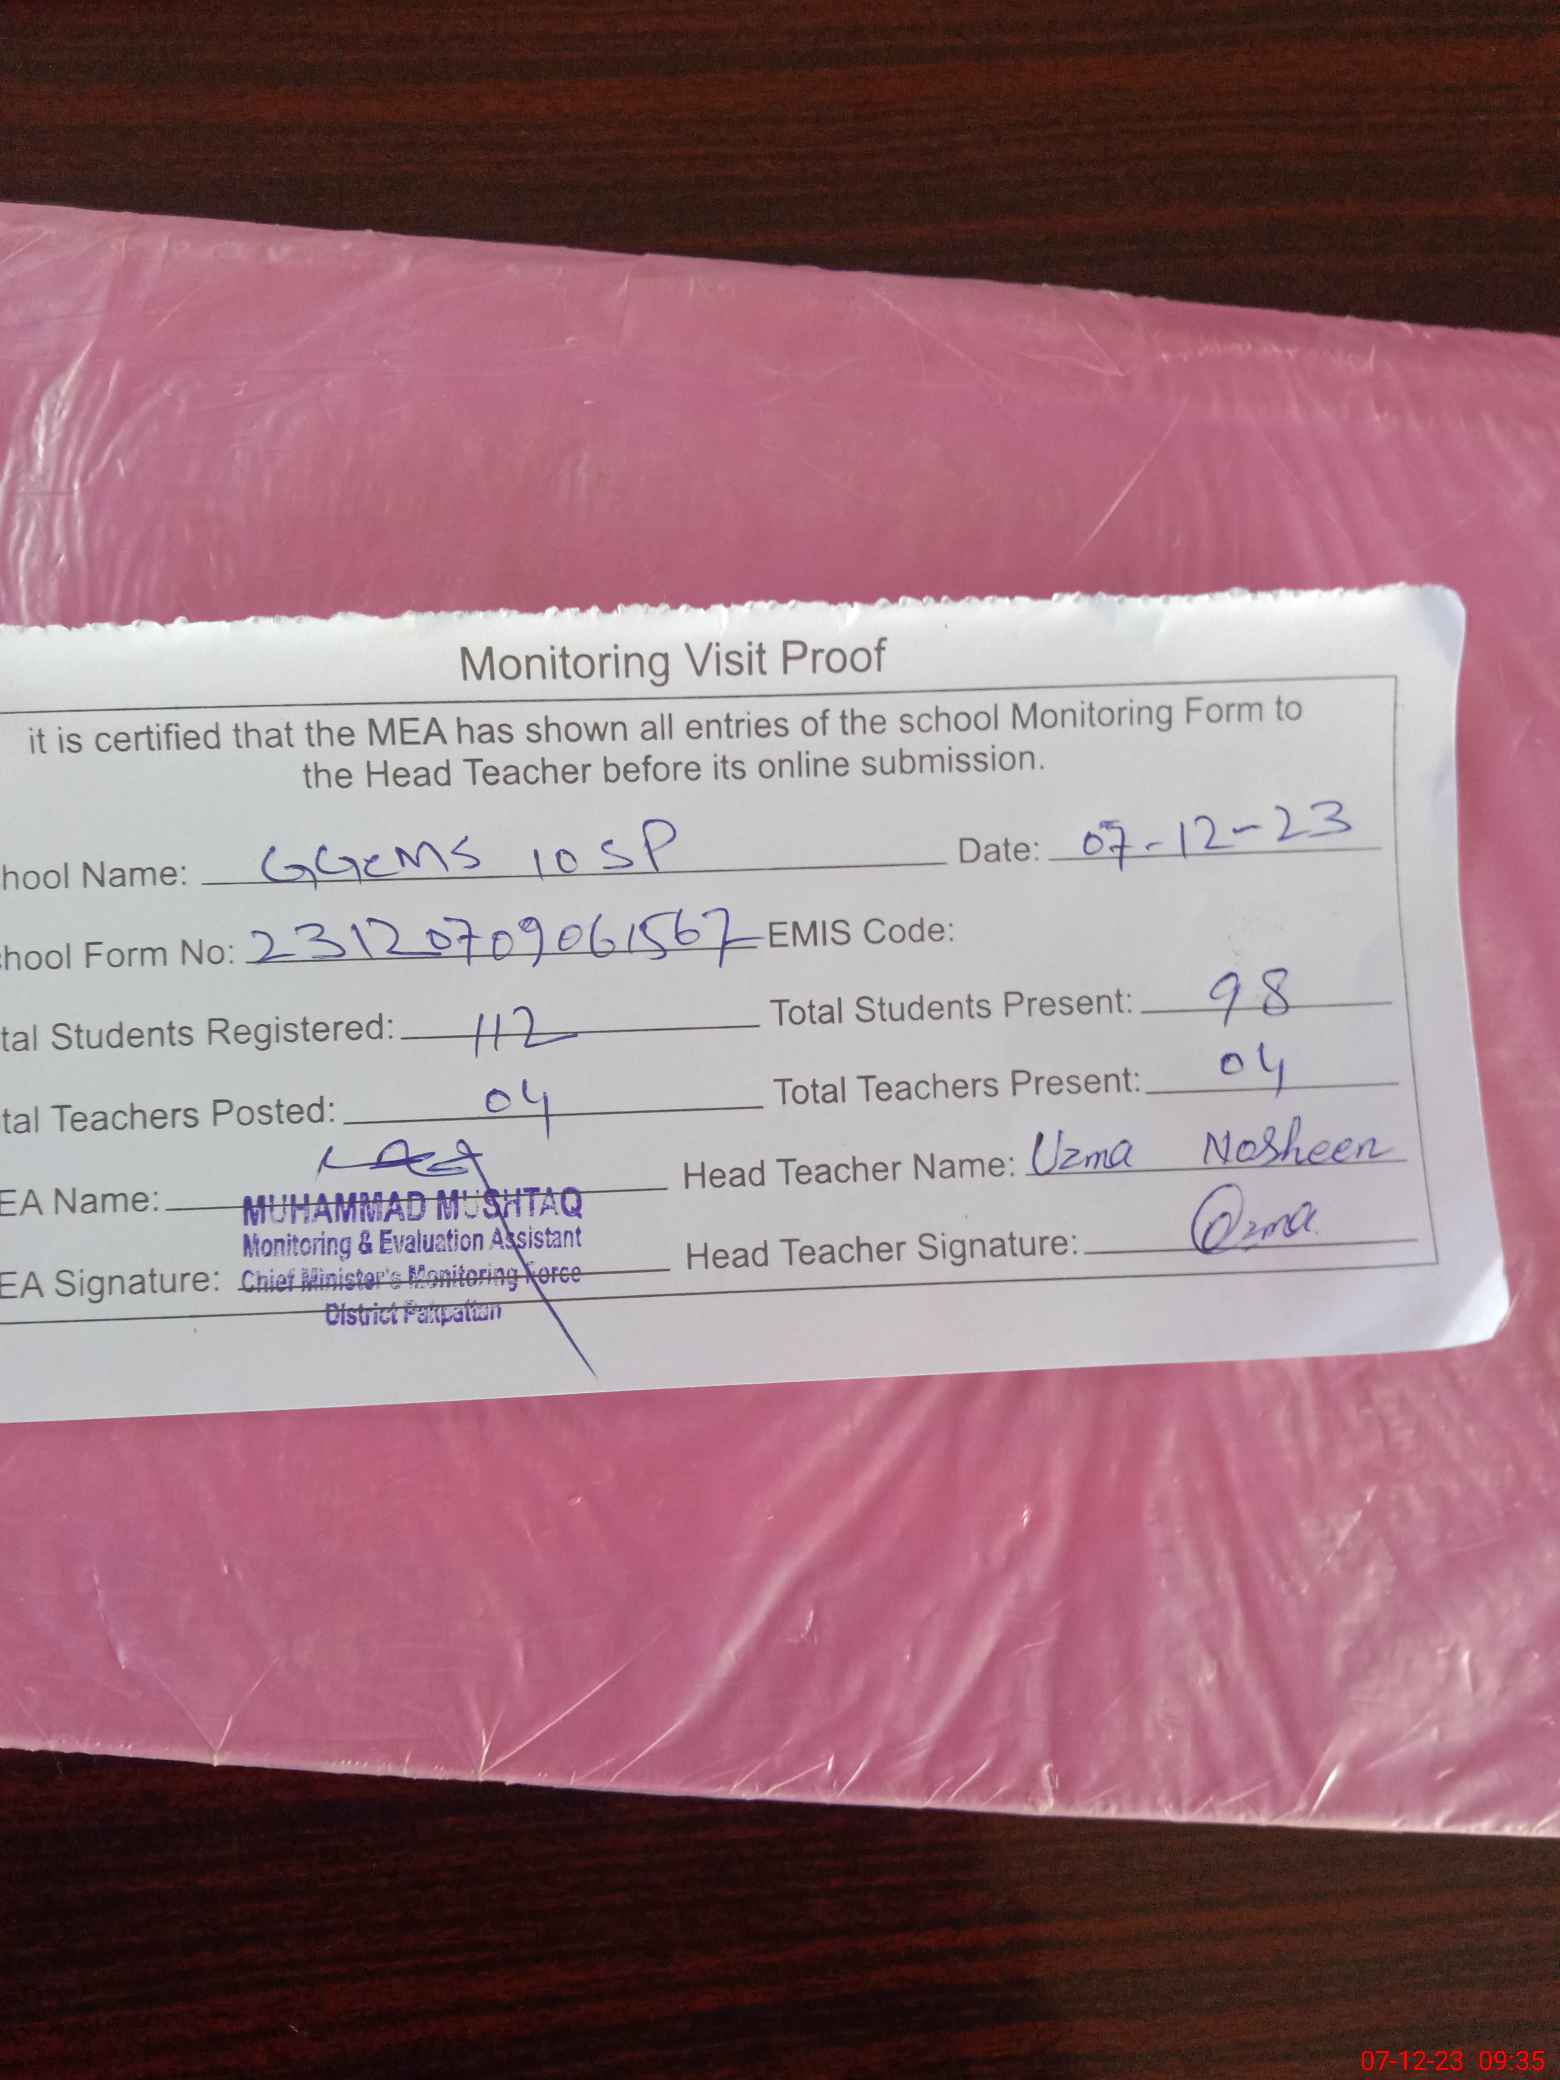 Monitoring Visit Proof
it is certified that the MEA has shown all entries of the school Monitoring Form to
the Head Teacher before its online submission.
hool Name: GGCMS 10 SP Date: 07-12-23
hool Form No: 23120709061567 EMIS Code:
tal Students Registered: 112 Total Students Present: 98
tal Teachers Posted: 04 Total Teachers Present: 04
EA Name: Head Teacher Name: Uzma Nosheen
MUHAMMAD MUSHTAQ
Monitoring & Evaluation Assistant
EA Signature: Chief Minister's Monitoring Force Head Teacher Signature: Uzma
District Pakpattan
07-12-23 09:35